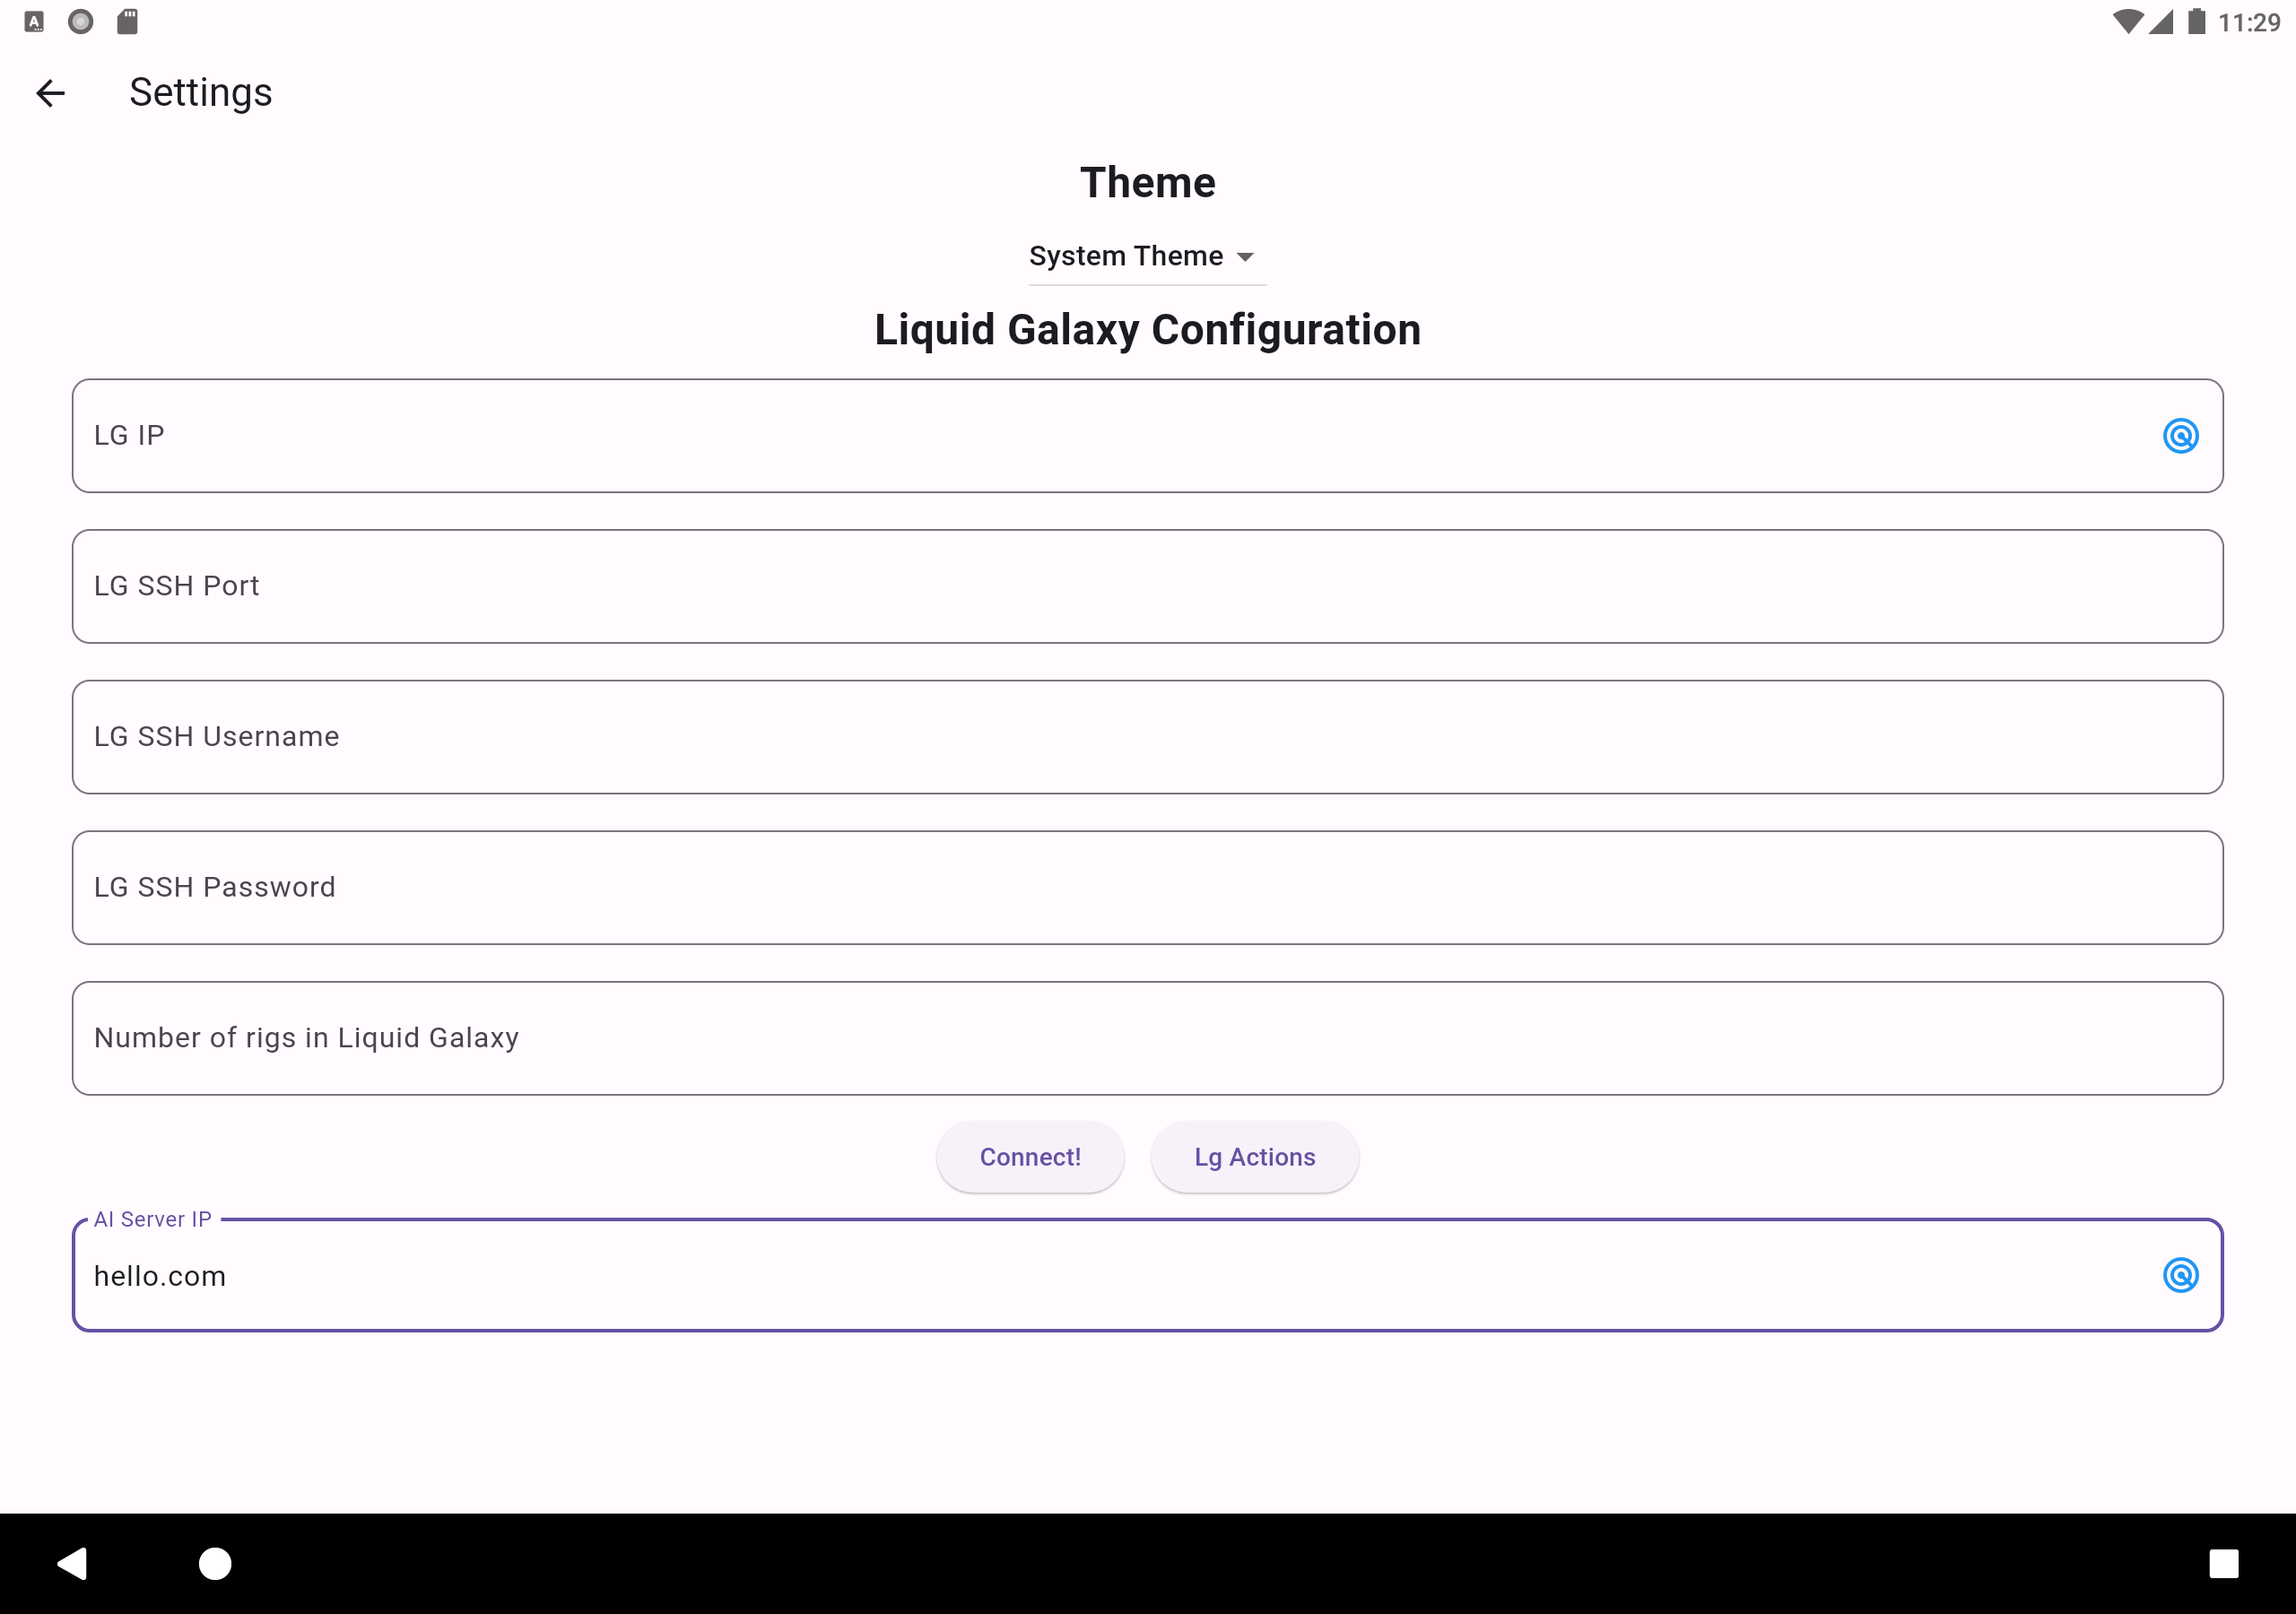 11:29
Settings
Theme
System Theme
Liquid Galaxy Configuration
LG IP
LG SSH Port
LG SSH Username
LG SSH Password
Number of rigs in Liquid Galaxy
Connect! Lg Actions
AI Server IP
hello.com